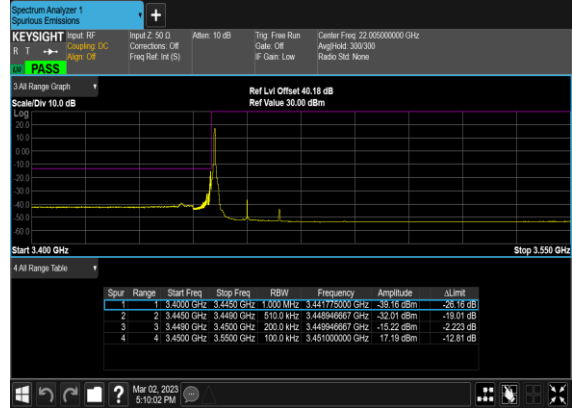 Spectrum Analyzer 1
Spurious Emissions
+
KEYSIGHT Input: RF Input Z: 50 Ω Atten: 10 dB Trig: Free Run Center Freq: 22.005000000 GHz
R T Coupling: DC Corrections: Off Gate: Off Avg|Hold: 300/300
Align: Off Freq Ref: Int (S) IF Gain: Low Radio Std: None
PASS
3 All Range Graph
Ref Lvl Offset 40.18 dB
Scale/Div 10.0 dB Ref Value 30.00 dBm
Log
20.0
10.0
0.00
-10.0
-20.0
-30.0
-40.0
-50.0
-60.0
Start 3.400 GHz Stop 3.550 GHz
4 All Range Table
Spur Range Start Freq Stop Freq RBW Frequency Amplitude ΔLimit
1 1 3.4000 GHz 3.4450 GHz 1.000 MHz 3.441775000 GHz -39.16 dBm -26.16 dB
2 2 3.4450 GHz 3.4490 GHz 510.0 kHz 3.448946667 GHz -32.01 dBm -19.01 dB
3 3 3.4490 GHz 3.4500 GHz 200.0 kHz 3.449946667 GHz -15.22 dBm -2.223 dB
4 4 3.4500 GHz 3.5500 GHz 100.0 kHz 3.451000000 GHz 17.19 dBm -12.81 dB
? Mar 02, 2023
5:10:02 PM